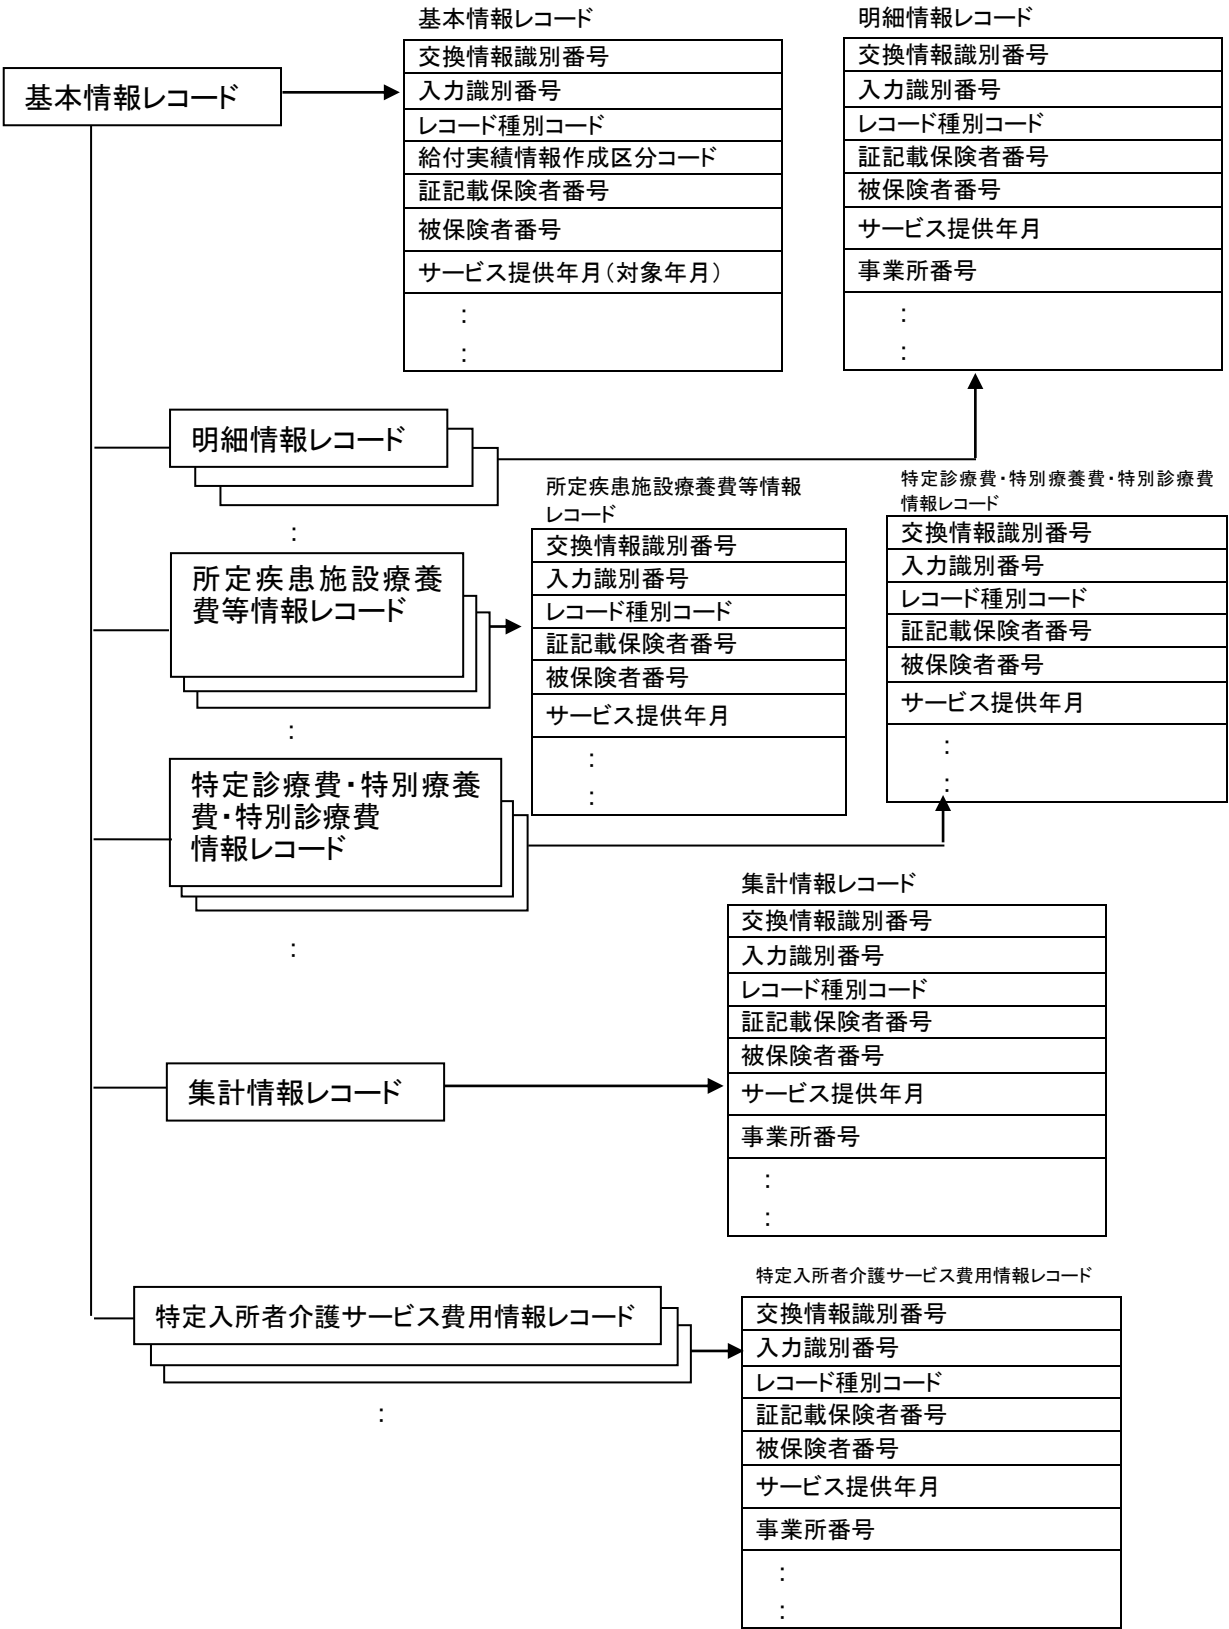 基本情報レコード
基本情報レコード
交換情報識別番号
入力識別番号
レコード種別コード
給付実績情報作成区分コード
証記載保険者番号
被保険者番号
サービス提供年月(対象年月)
:
:
明細情報レコード
交換情報識別番号
入力識別番号
レコード種別コード
証記載保険者番号
被保険者番号
サービス提供年月
事業所番号
:
:
明細情報レコード
:
所定疾患施設療養
費等情報レコード
:
所定疾患施設療養費等情報
レコード
交換情報識別番号
入力識別番号
レコード種別コード
証記載保険者番号
被保険者番号
サービス提供年月
:
:
特定診療費・特別療養費・特別診療費
情報レコード
交換情報識別番号
入力識別番号
レコード種別コード
証記載保険者番号
被保険者番号
サービス提供年月
:
:
特定診療費・特別療養
費・特別診療費
情報レコード
:
集計情報レコード
集計情報レコード
交換情報識別番号
入力識別番号
レコード種別コード
証記載保険者番号
被保険者番号
サービス提供年月
事業所番号
:
:
特定入所者介護サービス費用情報レコード
:
特定入所者介護サービス費用情報レコード
交換情報識別番号
入力識別番号
レコード種別コード
証記載保険者番号
被保険者番号
サービス提供年月
事業所番号
:
: